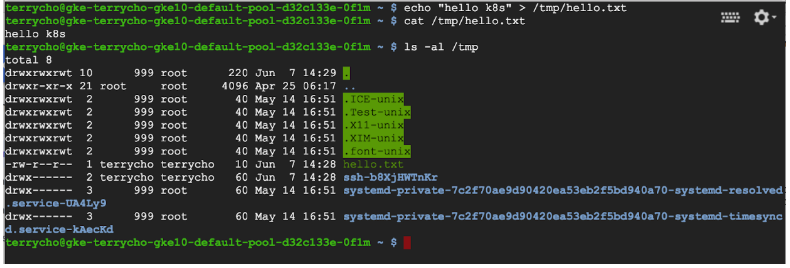 terrycho@gke-terrycho-gke10-default-pool-d32c133e-0f1m ~ $ echo "hello k8s" > /tmp/hello.txt
terrycho@gke-terrycho-gke10-default-pool-d32c133e-0f1m ~ $ cat /tmp/hello.txt
hello k8s
terrycho@gke-terrycho-gke10-default-pool-d32c133e-0f1m ~ $ ls -al /tmp
total 8
drwxrwxrwt 10      999 root      220 Jun  7 14:29 .
drwxr-xr-x 21 root     root     4096 Apr 25 06:17 ..
drwxrwxrwt  2      999 root       40 May 14 16:51 .ICE-unix
drwxrwxrwt  2      999 root       40 May 14 16:51 .Test-unix
drwxrwxrwt  2      999 root       40 May 14 16:51 .X11-unix
drwxrwxrwt  2      999 root       40 May 14 16:51 .XIM-unix
drwxrwxrwt  2      999 root       40 May 14 16:51 .font-unix
-rw-r--r--  1 terrycho terrycho   10 Jun  7 14:28 hello.txt
drwx------  2 terrycho terrycho   60 Jun  7 14:28 ssh-b8XjHWTnKr
drwx------  3      999 root       60 May 14 16:51 systemd-private-7c2f70ae9d90420ea53eb2f5bd940a70-systemd-resolved
.service-UA4Ly9
drwx------  3      999 root       60 May 14 16:51 systemd-private-7c2f70ae9d90420ea53eb2f5bd940a70-systemd-timesync
d.service-kAecKd
terrycho@gke-terrycho-gke10-default-pool-d32c133e-0f1m ~ $